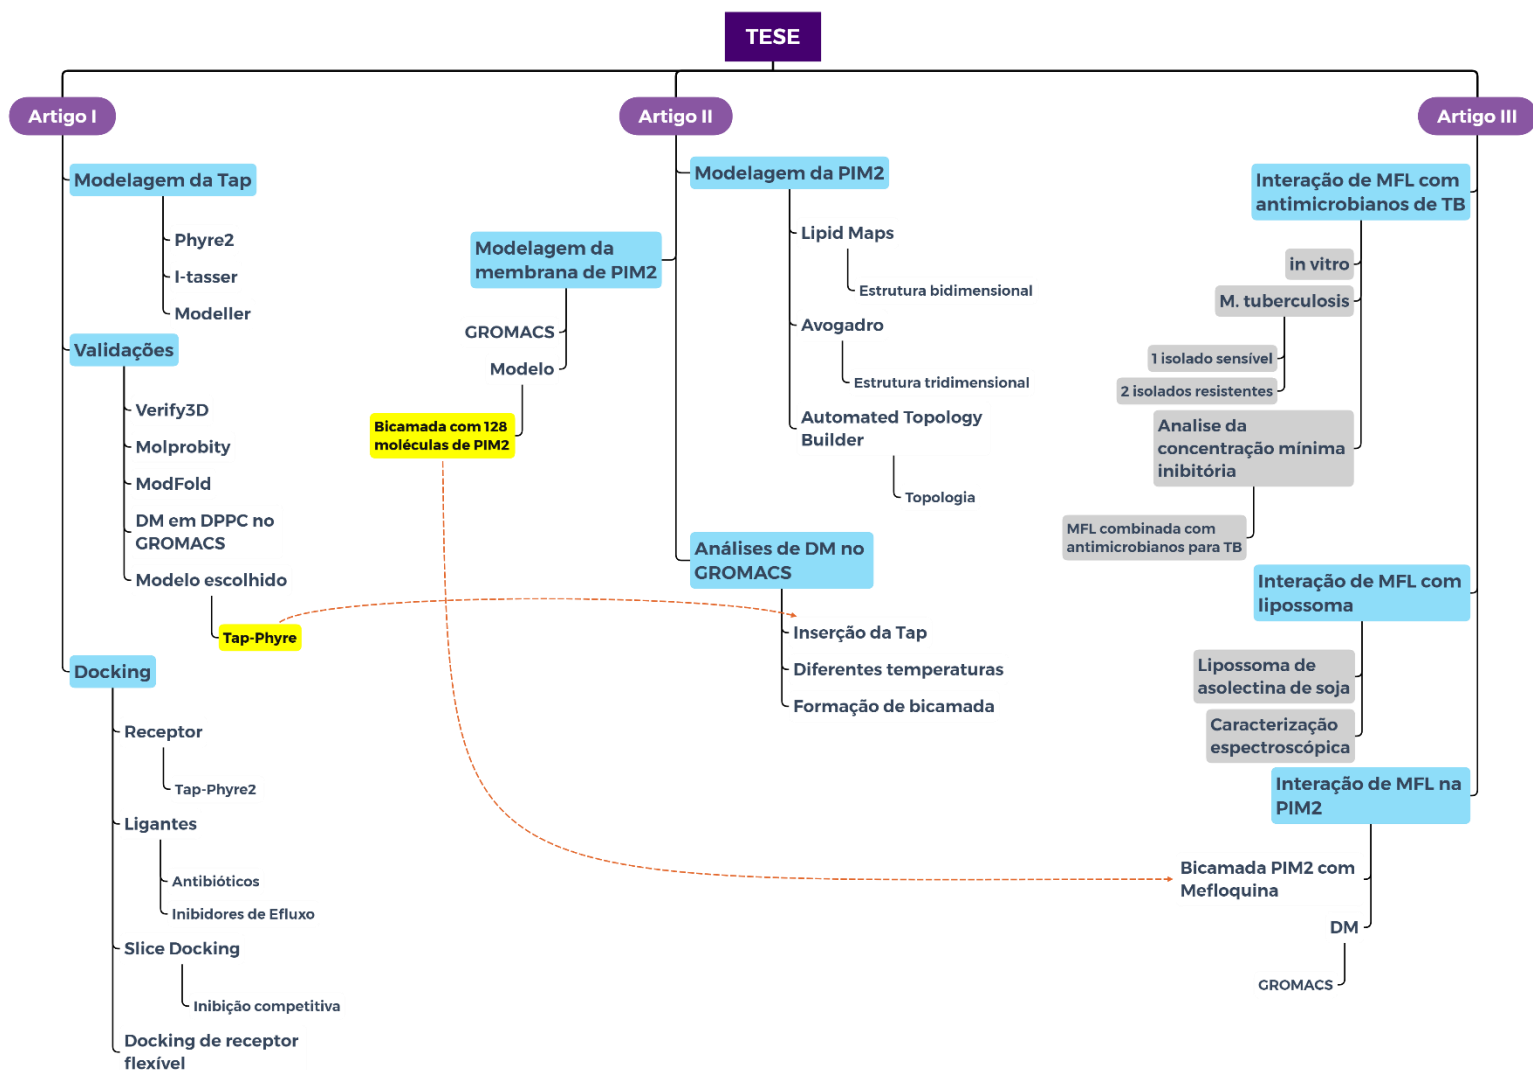 TESE
Artigo I
Modelagem da Tap
Phyre2
I-tasser
Modeller
Validações
Verify3D
Molprobity
ModFold
DM em DPPC no
GROMACS
Modelo escolhido
Tap-Phyre
Docking
Receptor
Tap-Phyre2
Ligantes
Antibióticos
Inibidores de Efluxo
Slice Docking
Inibição competitiva
Docking de receptor
flexível
Artigo II
Modelagem da PIM2
Lipid Maps
Estrutura bidimensional
Avogadro
Estrutura tridimensional
Automated Topology
Builder
Topologia
Modelagem da
membrana de PIM2
GROMACS
Modelo
Bicamada com 128
moléculas de PIM2
Análises de DM no
GROMACS
Inserção da Tap
Diferentes temperaturas
Formação de bicamada
Artigo III
Interação de MFL com
antimicrobianos de TB
in vitro
M. tuberculosis
1 isolado sensível
2 isolados resistentes
Analise da
concentração mínima
inibitória
MFL combinada com
antimicrobianos para TB
Interação de MFL com
lipossoma
Lipossoma de
asolectina de soja
Caracterização
espectroscópica
Interação de MFL na
PIM2
Bicamada PIM2 com
Mefloquina
DM
GROMACS